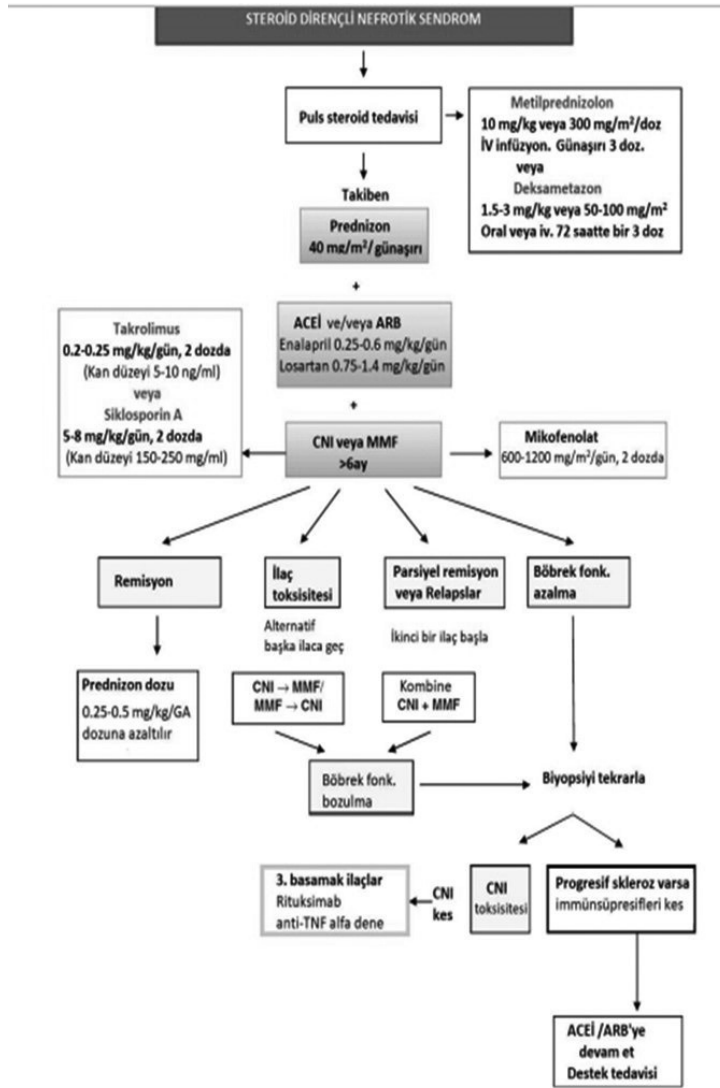 STEROİD DİRENÇLİ NEFROTİK SENDROM
Puls steroid tedavisi
Metilprednizolon
10 mg/kg veya 300 mg/m²/doz
İV infüzyon. Günaşırı 3 doz.
veya
Deksametazon
1.5-3 mg/kg veya 50-100 mg/m²
Oral veya iv. 72 saatte bir 3 doz
Takiben
Prednizon
40 mg/m²/günaşırı
+
ACEİ ve/veya ARB
Enalapril 0.25-0.6 mg/kg/gün
Losartan 0.75-1.4 mg/kg/gün
+
Takrolimus
0.2-0.25 mg/kg/gün, 2 dozda
(Kan düzeyi 5-10 ng/ml)
veya
Siklosporin A
5-8 mg/kg/gün, 2 dozda
(Kan düzeyi 150-250 mg/ml)
CNI veya MMF
>6ay
Mikofenolat
600-1200 mg/m²/gün, 2 dozda
Remisyon
İlaç
toksisitesi
Parsiyel remisyon
veya Relapslar
Böbrek fonk.
azalma
Alternatif
başka ilaca geç
İkinci bir ilaç başla
Prednizon dozu
0.25-0.5 mg/kg/GA
dozuna azaltılır
CNI → MMF/
MMF → CNI
Kombine
CNI + MMF
Böbrek fonk.
bozulma
Biyopsiyi tekrarla
3. basamak ilaçlar
Rituksimab
anti-TNF alfa dene
CNI
kes
CNI
toksisitesi
Progresif skleroz varsa
immünsüpresifleri kes
ACEİ /ARB'ye
devam et
Destek tedavisi